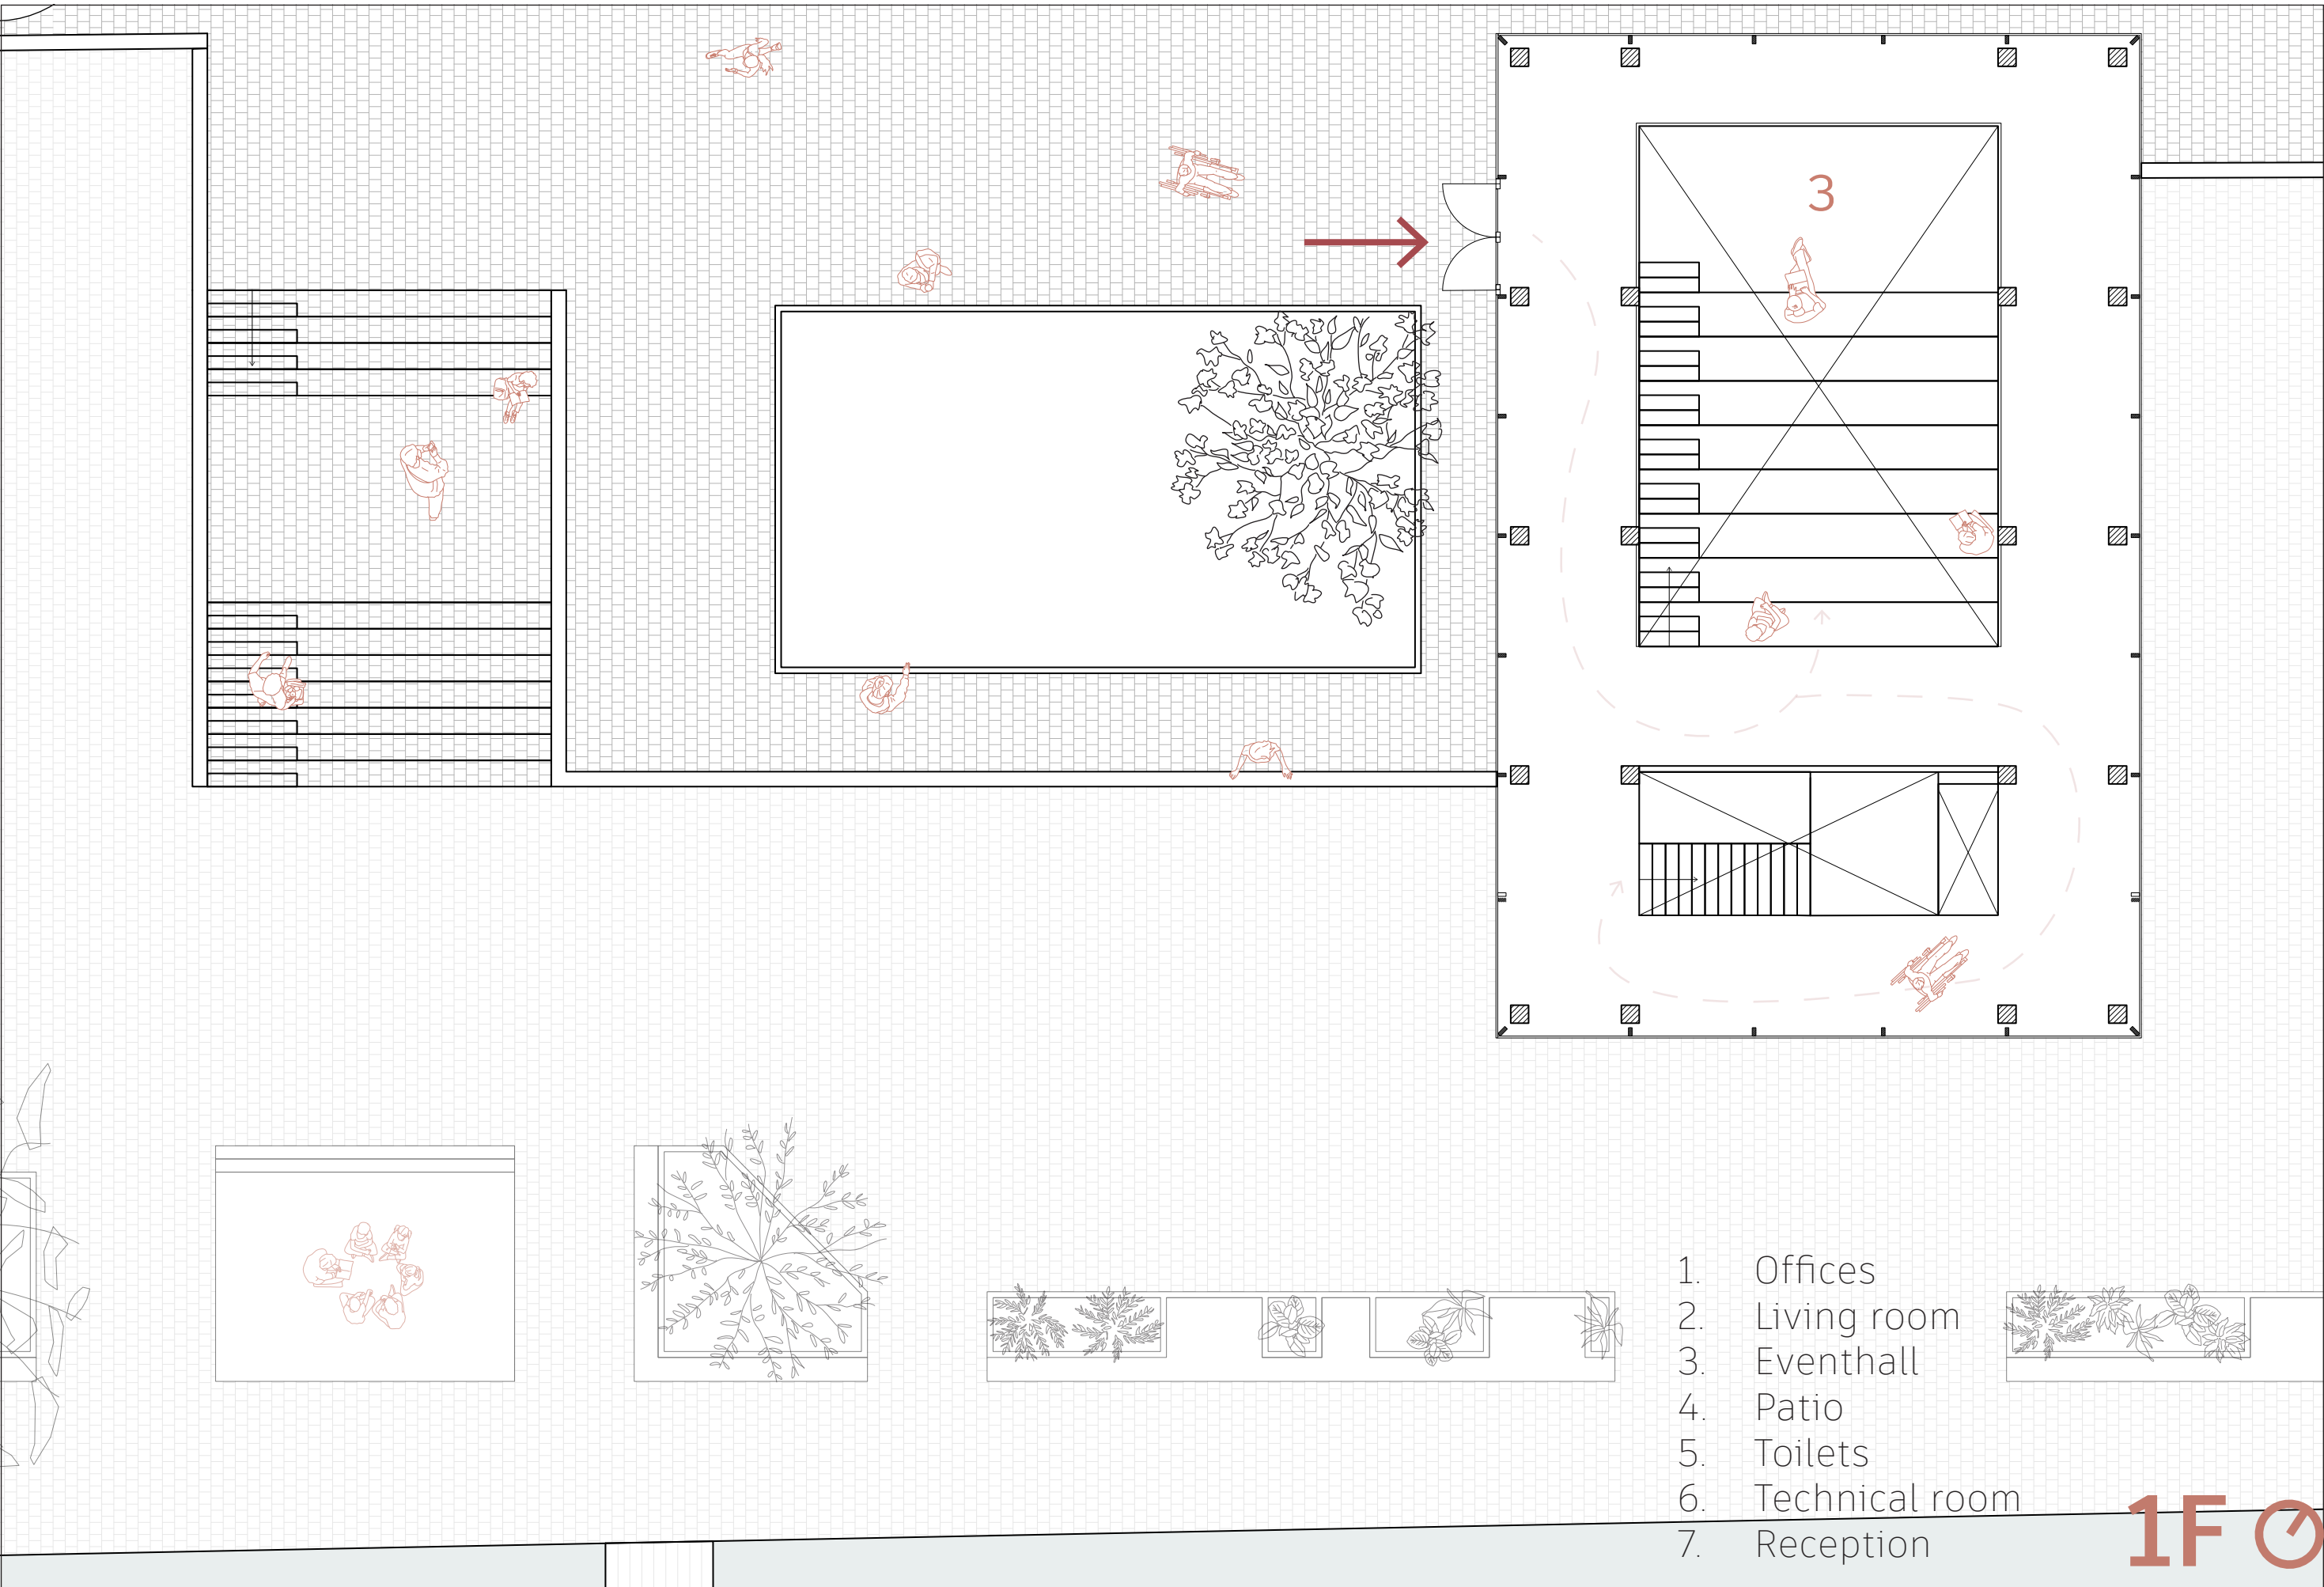 3
1. Offices
2. Living room
3. Eventhall
4. Patio
5. Toilets
6. Technical room
7. Reception
1F